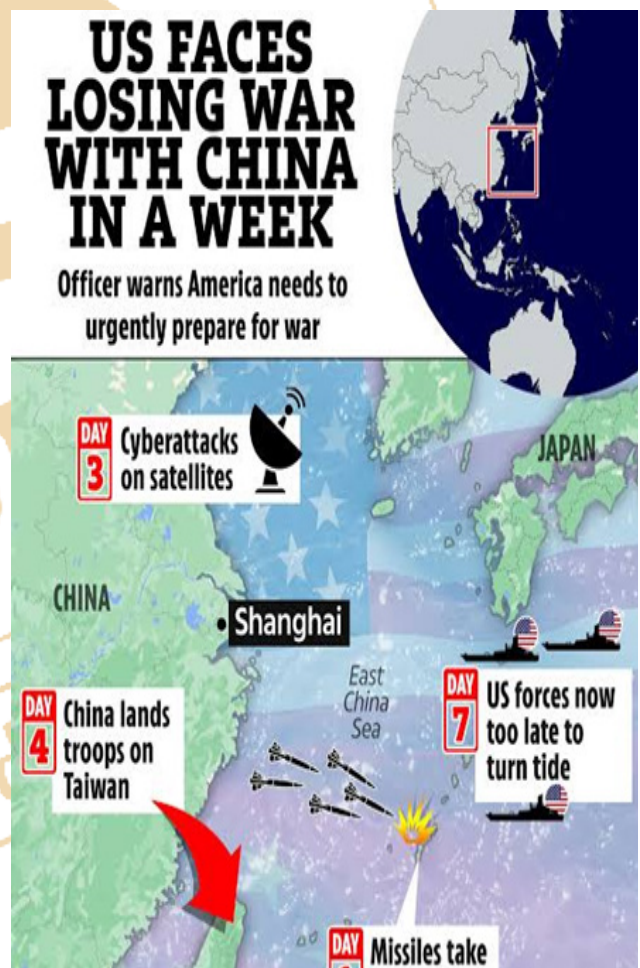 US FACES
LOSING WAR
WITH CHINA
IN A WEEK
Officer warns America needs to
urgently prepare for war
DAY
3
Cyberattacks
on satellites
JAPAN
CHINA
Shanghai
East
China
Sea
DAY
4
China lands
troops on
Taiwan
DAY
7
US forces now
too late to
turn tide
DAY
Missiles take